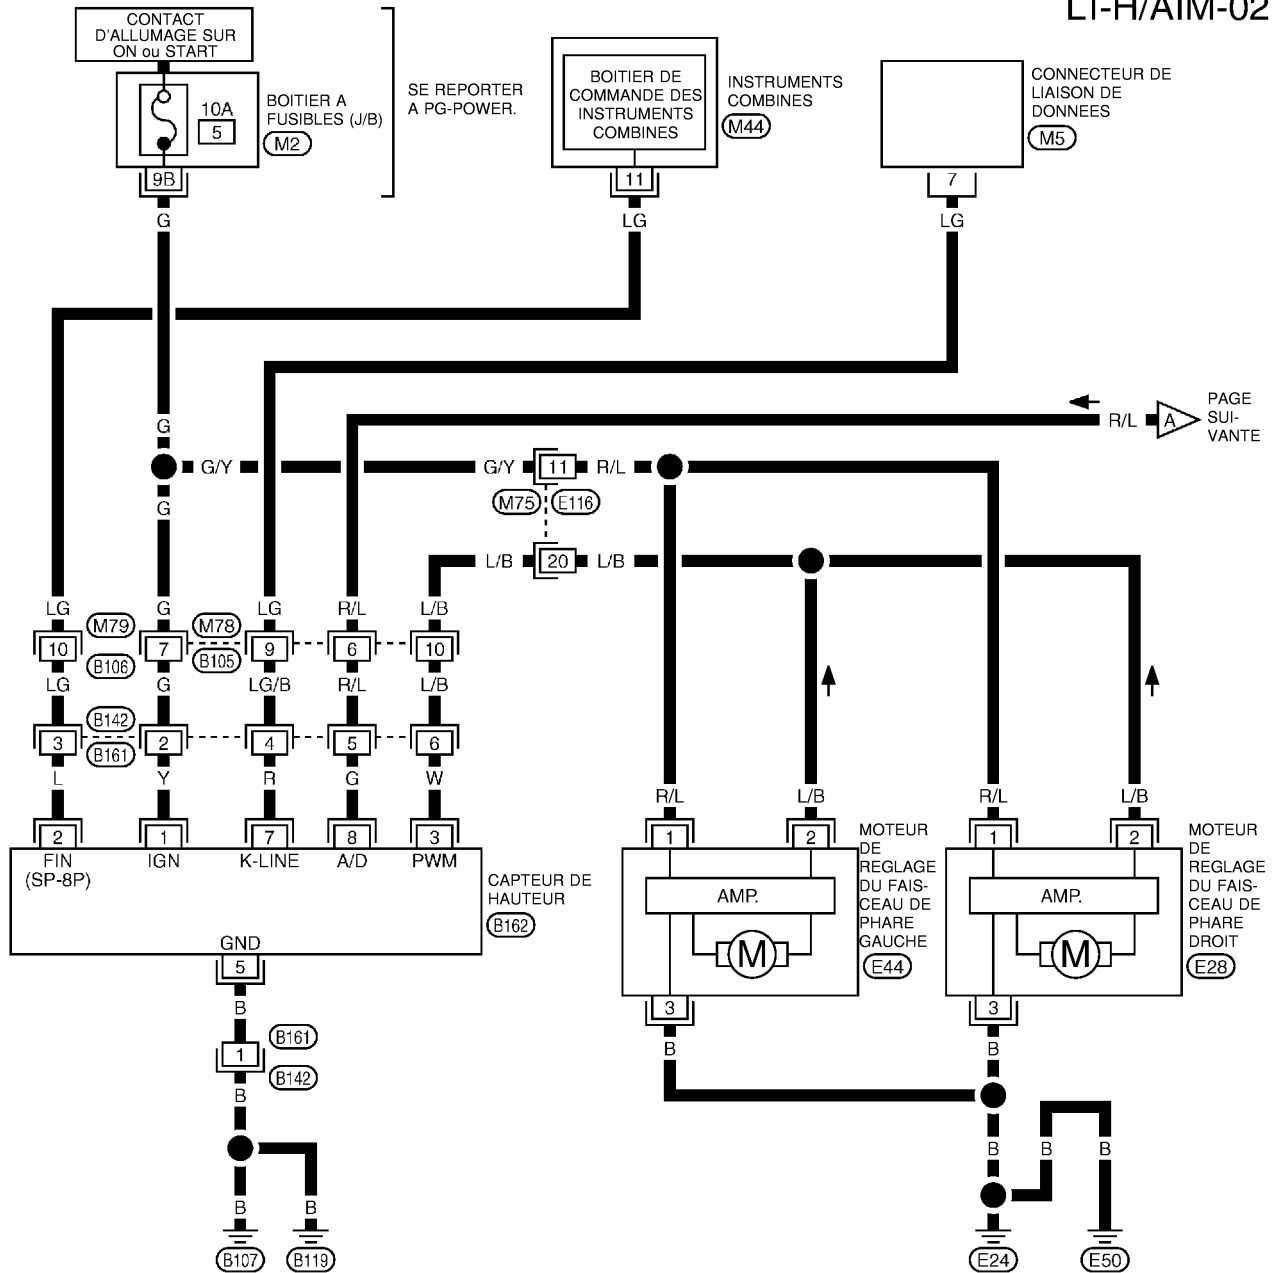 LT-H/AIM-02
CONTACT
D'ALLUMAGE SUR
ON ou START
10A
5
BOITIER A
FUSIBLES (J/B)
M2
9B
SE REPORTER
A PG-POWER.
BOITIER DE
COMMANDE DES
INSTRUMENTS
COMBINES
INSTRUMENTS
COMBINES
M44
11
CONNECTEUR DE
LIAISON DE
DONNEES
M5
7
G
LG
LG
R/L
A
PAGE
SUI-
VANTE
G
G/Y
G/Y
11
R/L
G
M75
E116
L/B
20
L/B
LG
G
LG
R/L
L/B
M79
M78
10
7
9
6
10
B106
B105
LG
G
LG/B
R/L
L/B
B142
3
2
4
5
6
B161
L
Y
R
G
W
R/L
L/B
R/L
L/B
2
1
7
8
3
1
2
1
2
FIN
(SP-8P)
IGN
K-LINE
A/D
PWM
CAPTEUR DE
HAUTEUR
B162
GND
5
AMP.
M
MOTEUR
DE
REGLAGE
DU FAIS-
CEAU DE
PHARE
GAUCHE
E44
AMP.
M
MOTEUR
DE
REGLAGE
DU FAIS-
CEAU DE
PHARE
DROIT
E28
3
3
B
B161
1
B142
B
B
B
B
B
B107
B119
B
B
B
E24
E50